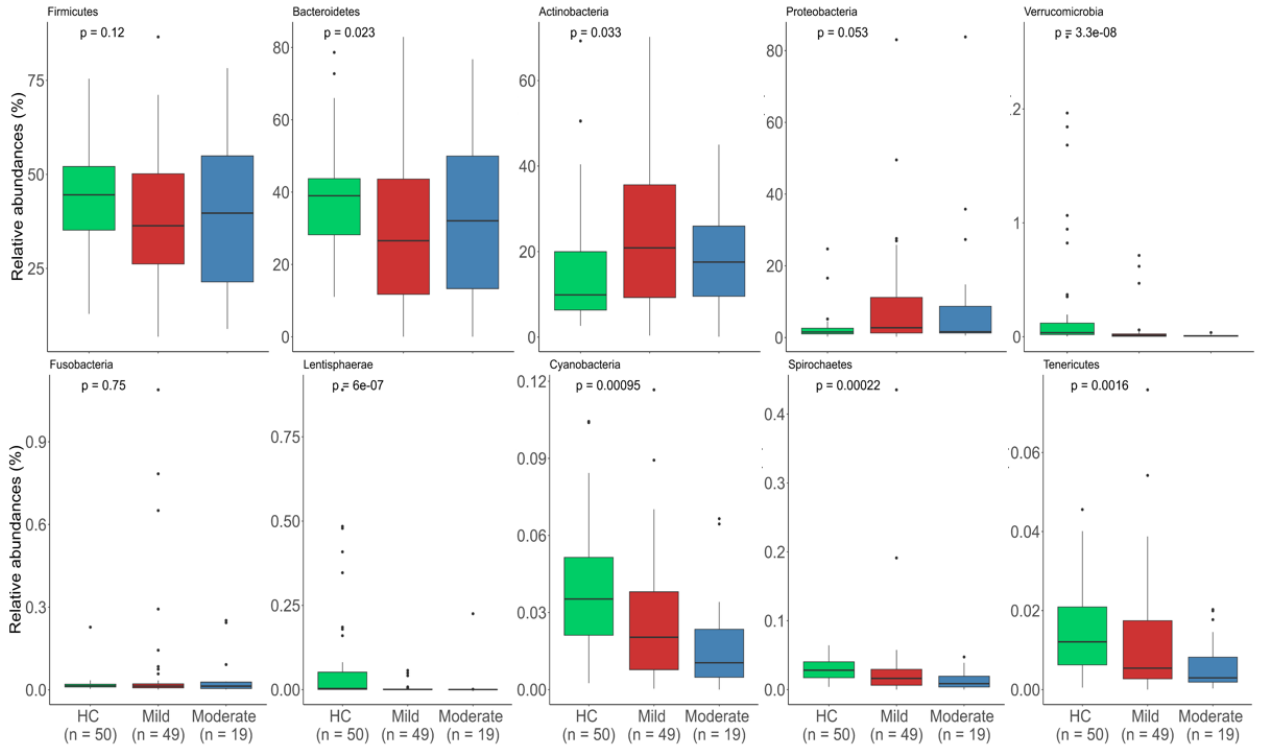 Firmicutes
Bacteroidetes
Actinobacteria
Proteobacteria
Verrucomicrobia
p = 0.12
p = 0.023
p = 0.033
p = 0.053
p = 3.3e-08
Relative abundances (%)
75
50
25
80
60
40
20
0
60
40
20
0
80
60
40
20
0
2
1
0
Fusobacteria
Lentisphaerae
Cyanobacteria
Spirochaetes
Tenericutes
p = 0.75
p = 6e-07
p = 0.00095
p = 0.00022
p = 0.0016
Relative abundances (%)
0.9
0.6
0.3
0.0
0.75
0.50
0.25
0.00
0.12
0.09
0.06
0.03
0.00
0.4
0.3
0.2
0.1
0.0
0.06
0.04
0.02
0.00
HC Mild Moderate
(n = 50) (n = 49) (n = 19)
HC Mild Moderate
(n = 50) (n = 49) (n = 19)
HC Mild Moderate
(n = 50) (n = 49) (n = 19)
HC Mild Moderate
(n = 50) (n = 49) (n = 19)
HC Mild Moderate
(n = 50) (n = 49) (n = 19)